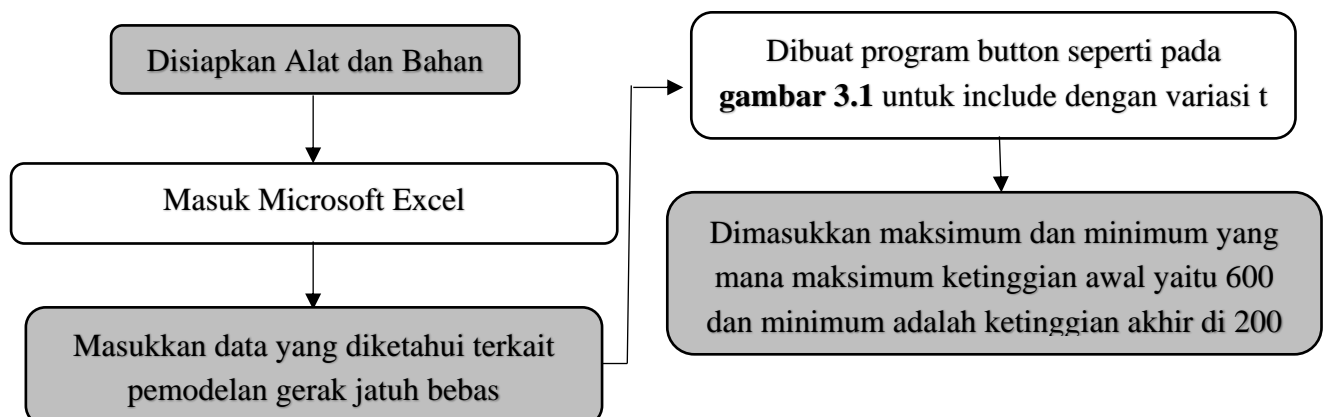 Disiapkan Alat dan Bahan
Masuk Microsoft Excel
Masukkan data yang diketahui terkait
pemodelan gerak jatuh bebas
Dibuat program button seperti pada
gambar 3.1 untuk include dengan variasi t
Dimasukkan maksimum dan minimum yang
mana maksimum ketinggian awal yaitu 600
dan minimum adalah ketinggian akhir di 200